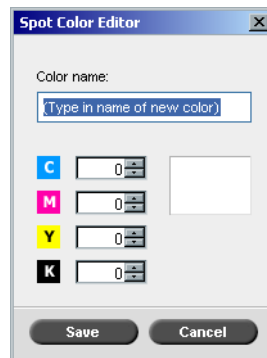 Spot Color Editor
Color name:
(Type in name of new color)
C 0
M 0
Y 0
K 0
Save Cancel